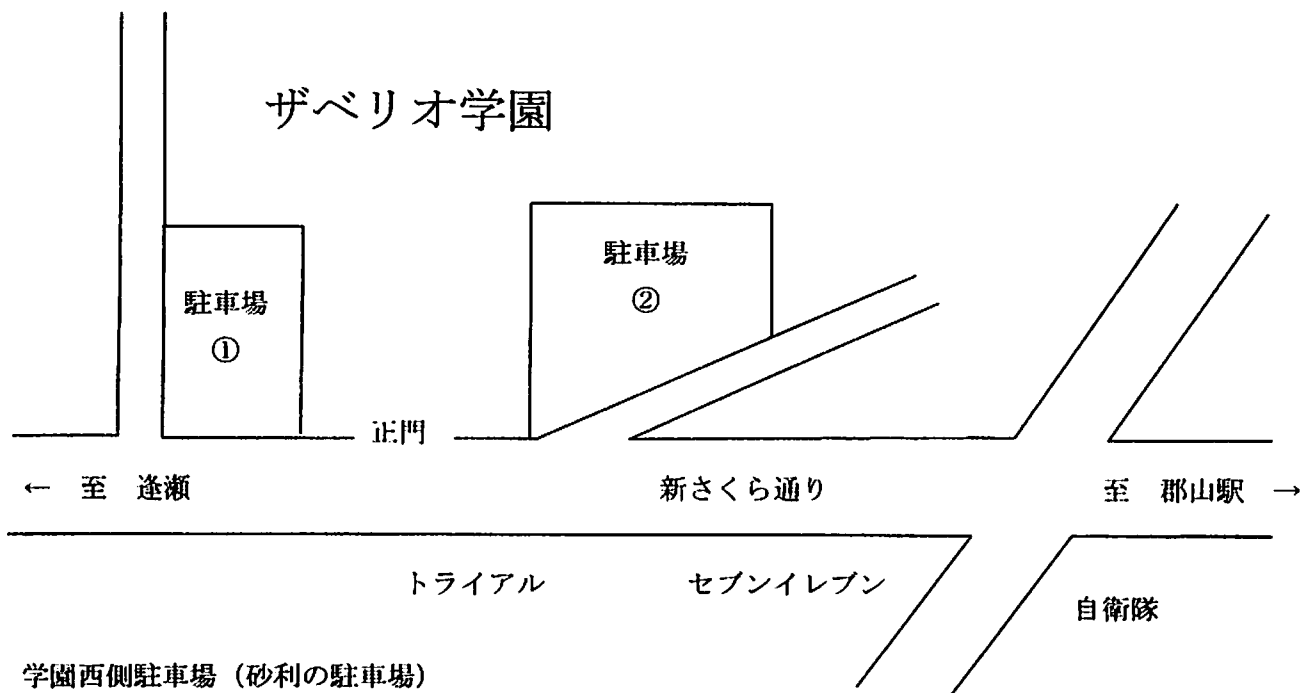 ザベリオ学園
駐車場
②
駐車場
①
正門
← 至 逢瀬
新さくら通り
至 郡山駅 →
トライアル
セブンイレブン
自衛隊
学園西側駐車場（砂利の駐車場）